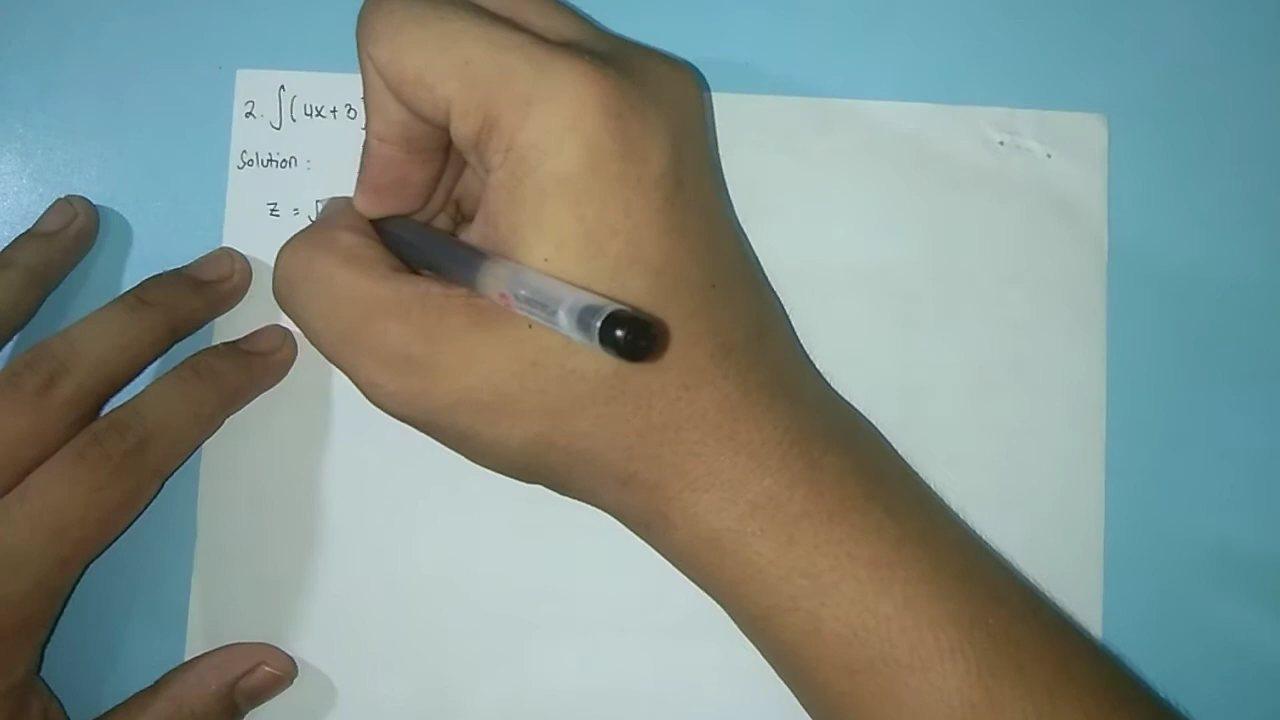 2. ∫(4x+3
Solution :
z = √